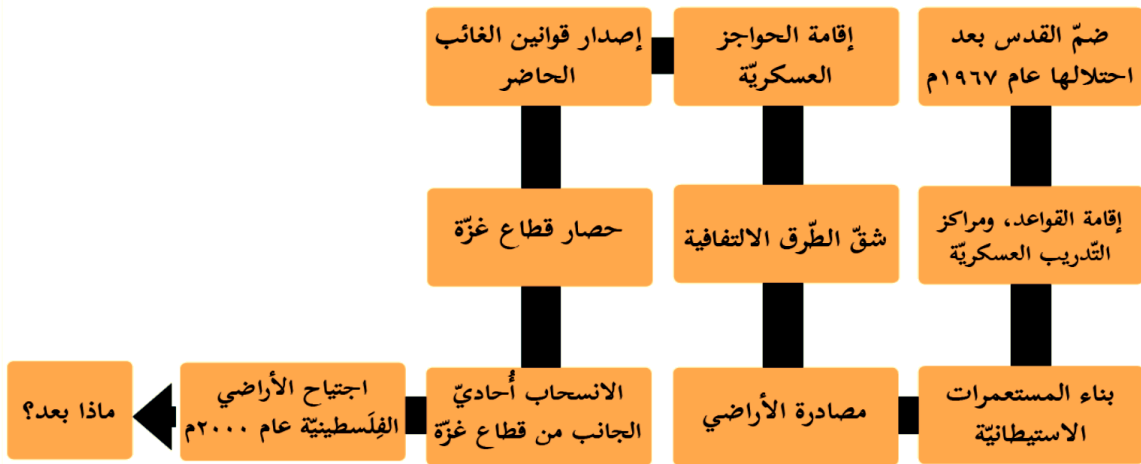 ضمّ القدس بعد
احتلالها عام ١٩٦٧م
إقامة القواعد، ومراكز
التّدريب العسكريّة
بناء المستعمرات
الاستيطانيّة
مصادرة الأراضي
شقّ الطّرق الالتفافية
إقامة الحواجز
العسكريّة
إصدار قوانين الغائب
الحاضر
حصار قطاع غزّة
الانسحاب أُحاديّ
الجانب من قطاع غزّة
اجتياح الأراضي
الفِلَسطينيّة عام ٢٠٠٠م
ماذا بعد؟